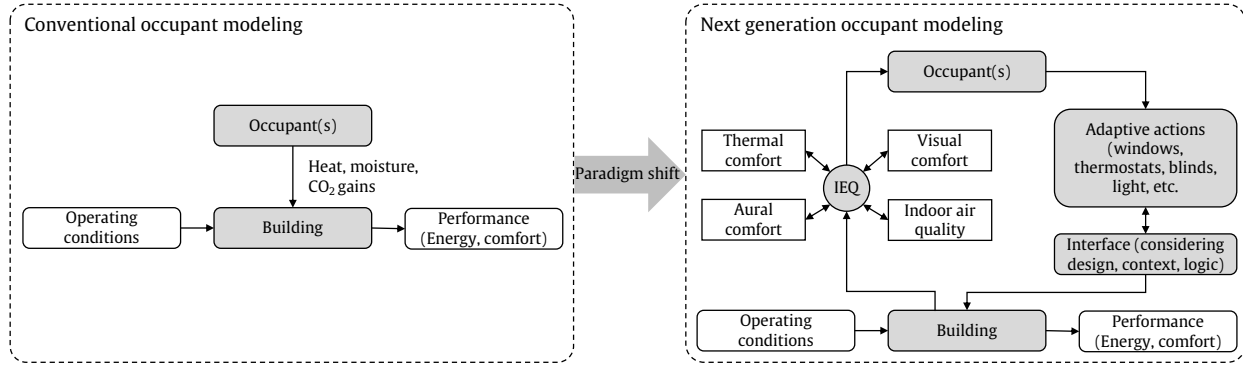 Conventional occupant modeling
Occupant(s)
Heat, moisture,
CO₂ gains
Operating
conditions
Building
Performance
(Energy, comfort)
Paradigm shift
Next generation occupant modeling
Occupant(s)
Thermal
comfort
Visual
comfort
Adaptive actions
(windows,
thermostats, blinds,
light, etc.
IEQ
Aural
comfort
Indoor air
quality
Interface (considering
design, context, logic)
Operating
conditions
Building
Performance
(Energy, comfort)